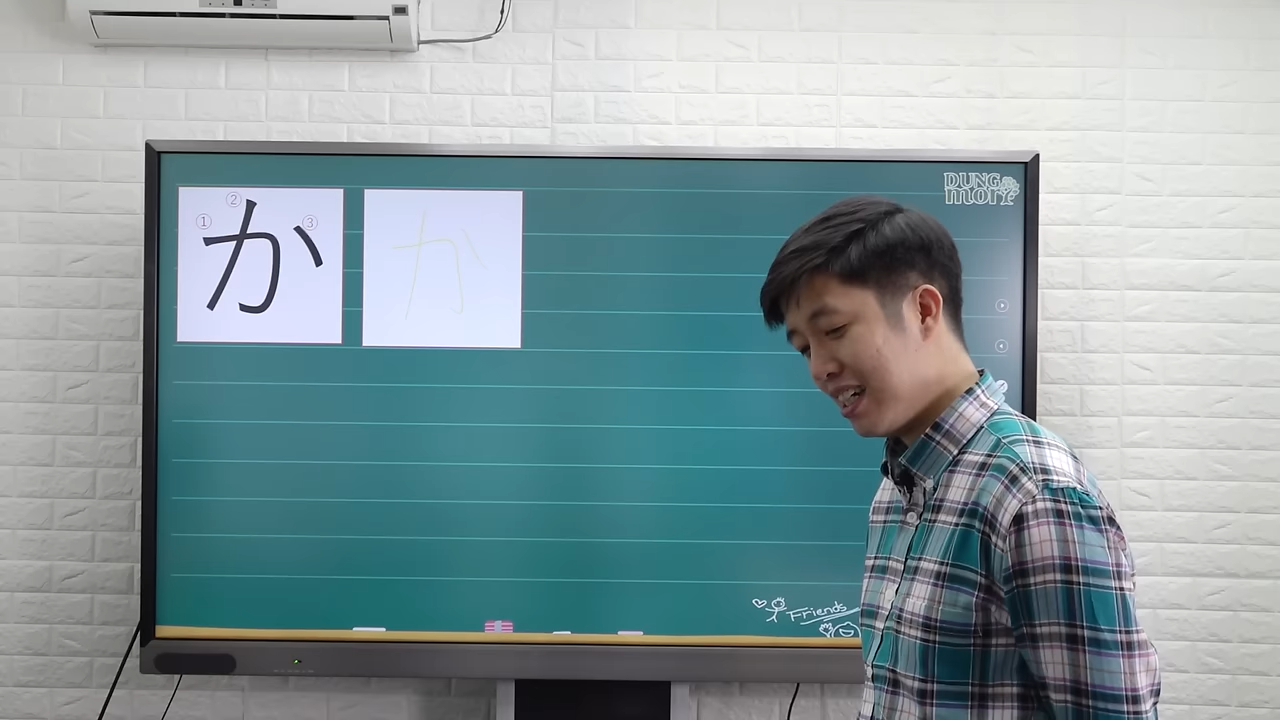 ② か
① ③
か
DUNG
mori
Friends